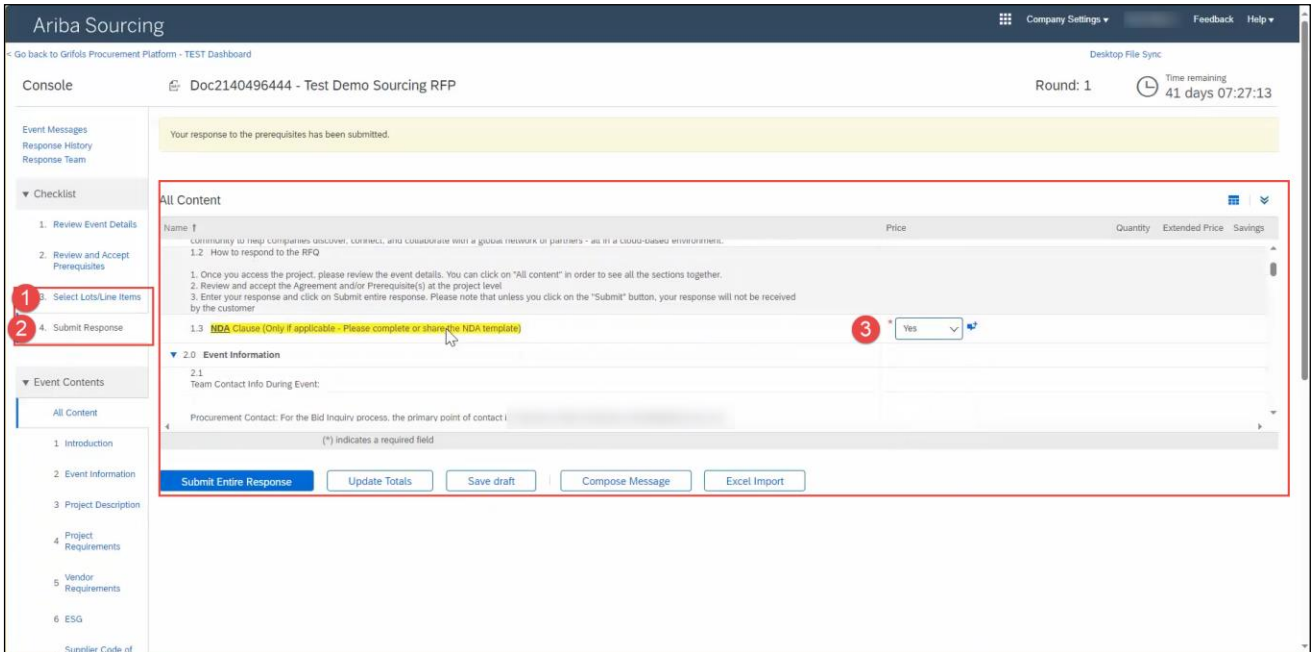 Ariba Sourcing
Company Settings ▾
Feedback
Help ▾
< Go back to Grifols Procurement Platform - TEST Dashboard
Desktop File Sync
Console
Doc2140496444 - Test Demo Sourcing RFP
Round: 1
Time remaining
41 days 07:27:13
Event Messages
Response History
Response Team
Your response to the prerequisites has been submitted.
▼ Checklist
1. Review Event Details
2. Review and Accept
Prerequisites
1
3. Select Lots/Line Items
2
4. Submit Response
▼ Event Contents
All Content
1 Introduction
2 Event Information
3 Project Description
4 Project
Requirements
5 Vendor
Requirements
6 ESG
Supplier Code of
All Content
Name ↑
Price
Quantity
Extended Price
Savings
community to help companies discover, connect, and collaborate with a global network of partners - all in a cloud-based environment.
1.2 How to respond to the RFQ
1. Once you access the project, please review the event details. You can click on "All content" in order to see all the sections together.
2. Review and accept the Agreement and/or Prerequisite(s) at the project level
3. Enter your response and click on Submit entire response. Please note that unless you click on the "Submit" button, your response will not be received
by the customer
1.3 NDA Clause (Only if applicable - Please complete or share the NDA template)
3
* Yes
▼ 2.0 Event Information
2.1
Team Contact Info During Event:
Procurement Contact: For the Bid Inquiry process, the primary point of contact i
(*) indicates a required field
Submit Entire Response
Update Totals
Save draft
Compose Message
Excel Import